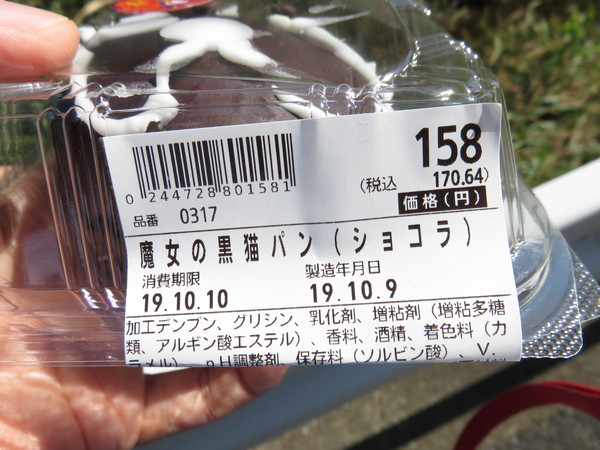 158
(税込 170.64)
価格(円)
0 244728 801581
品番 0317
魔女の黒猫パン(ショコラ)
消費期限 製造年月日
19.10.10 19.10.9
加工デンプン、グリシン、乳化剤、増粘剤(増粘多糖
類、アルギン酸エステル)、香料、酒精、着色料(カ
ラメル)、pH調整剤、保存料(ソルビン酸)、V.